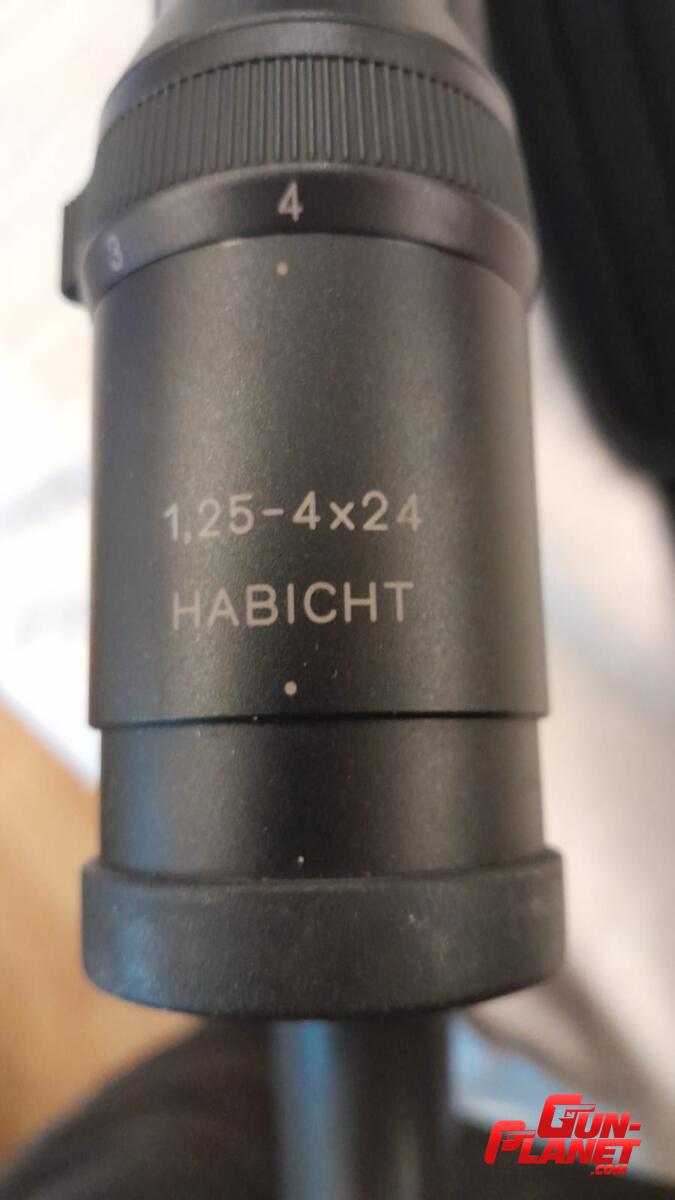 4
3
1,25-4x24
HABICHT
GUN-
PLANET
.COM